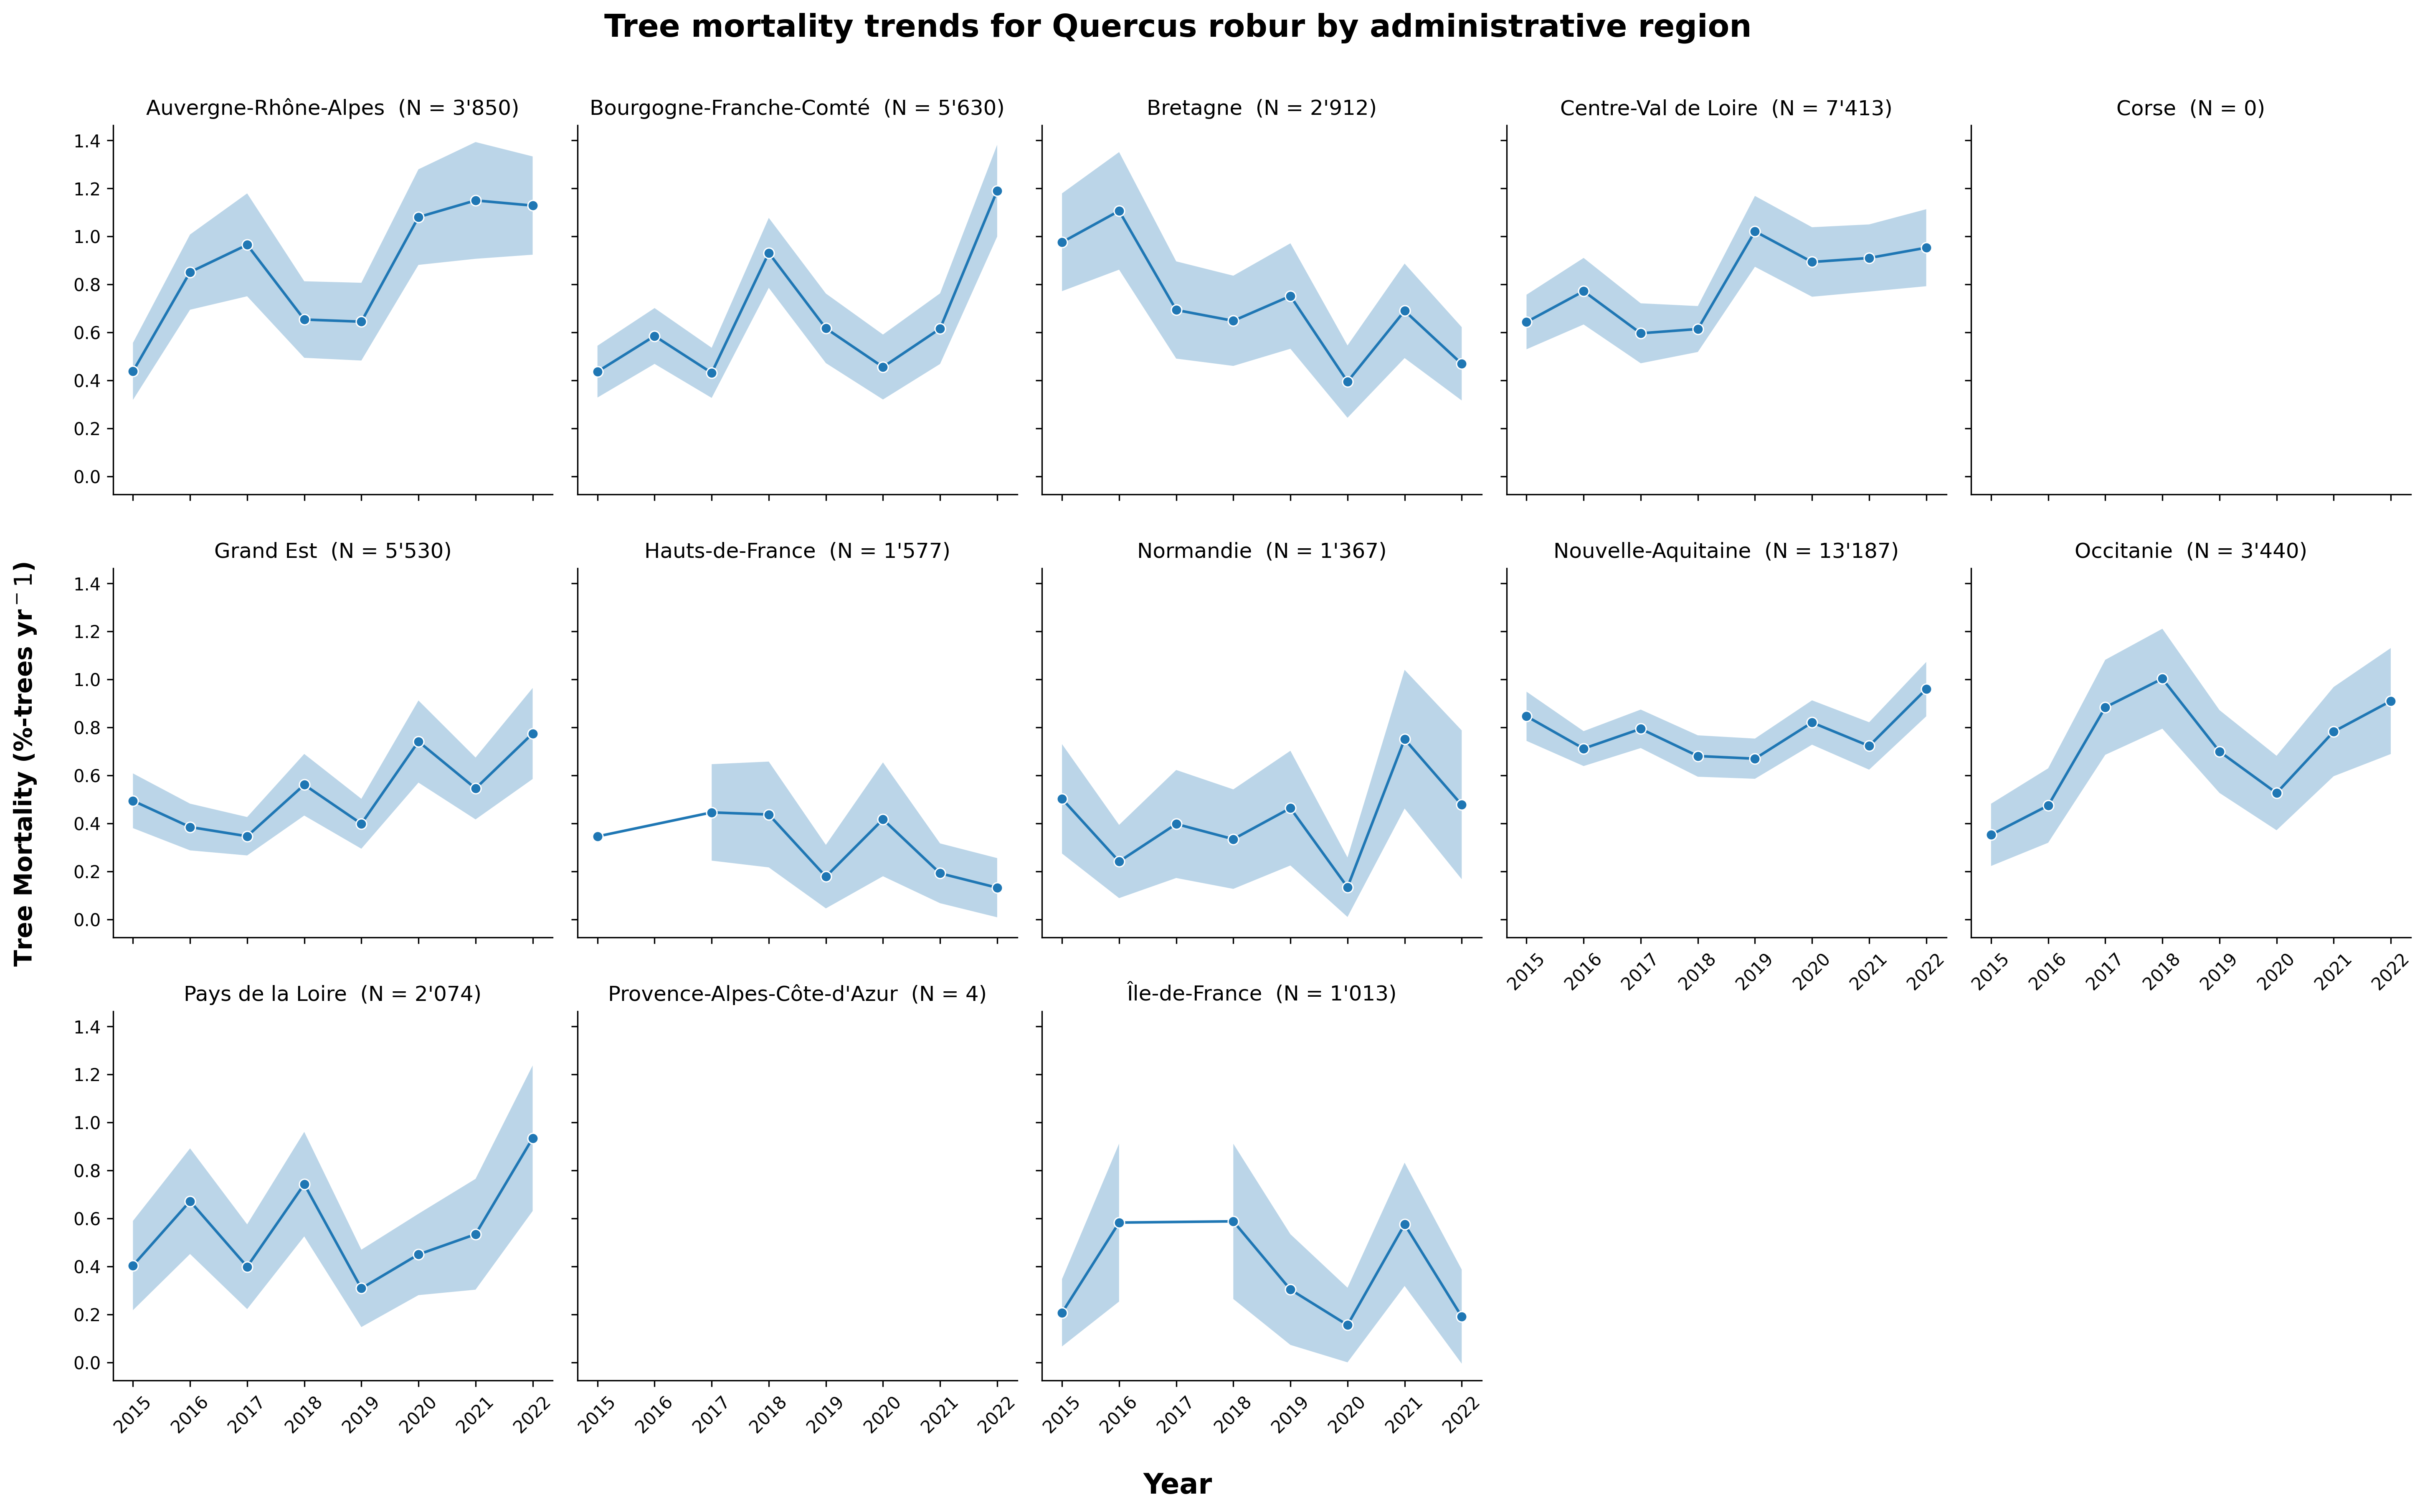 Tree mortality trends for Quercus robur by administrative region
Auvergne-Rhône-Alpes (N = 3'850)
Bourgogne-Franche-Comté (N = 5'630)
Bretagne (N = 2'912)
Centre-Val de Loire (N = 7'413)
Corse (N = 0)
1.4
1.2
1.0
0.8
0.6
0.4
0.2
0.0
Grand Est (N = 5'530)
Hauts-de-France (N = 1'577)
Normandie (N = 1'367)
Nouvelle-Aquitaine (N = 13'187)
Occitanie (N = 3'440)
1.4
1.2
1.0
0.8
0.6
0.4
0.2
0.0
2015 2016 2017 2018 2019 2020 2021 2022
2015 2016 2017 2018 2019 2020 2021 2022
Tree Mortality (%-trees yr⁻1)
Pays de la Loire (N = 2'074)
Provence-Alpes-Côte-d'Azur (N = 4)
Île-de-France (N = 1'013)
1.4
1.2
1.0
0.8
0.6
0.4
0.2
0.0
2015 2016 2017 2018 2019 2020 2021 2022
2015 2016 2017 2018 2019 2020 2021 2022
2015 2016 2017 2018 2019 2020 2021 2022
Year